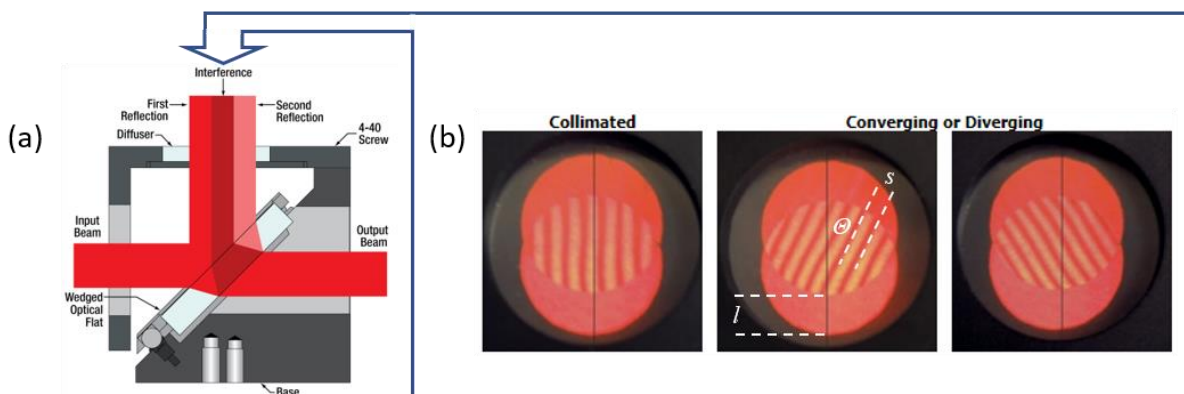 (a)
Interference
First
Reflection
Second
Reflection
Diffuser
4-40
Screw
Input
Beam
Output
Beam
Wedged
Optical
Flat
Base
(b)
Collimated
Converging or Diverging
s
Θ
l